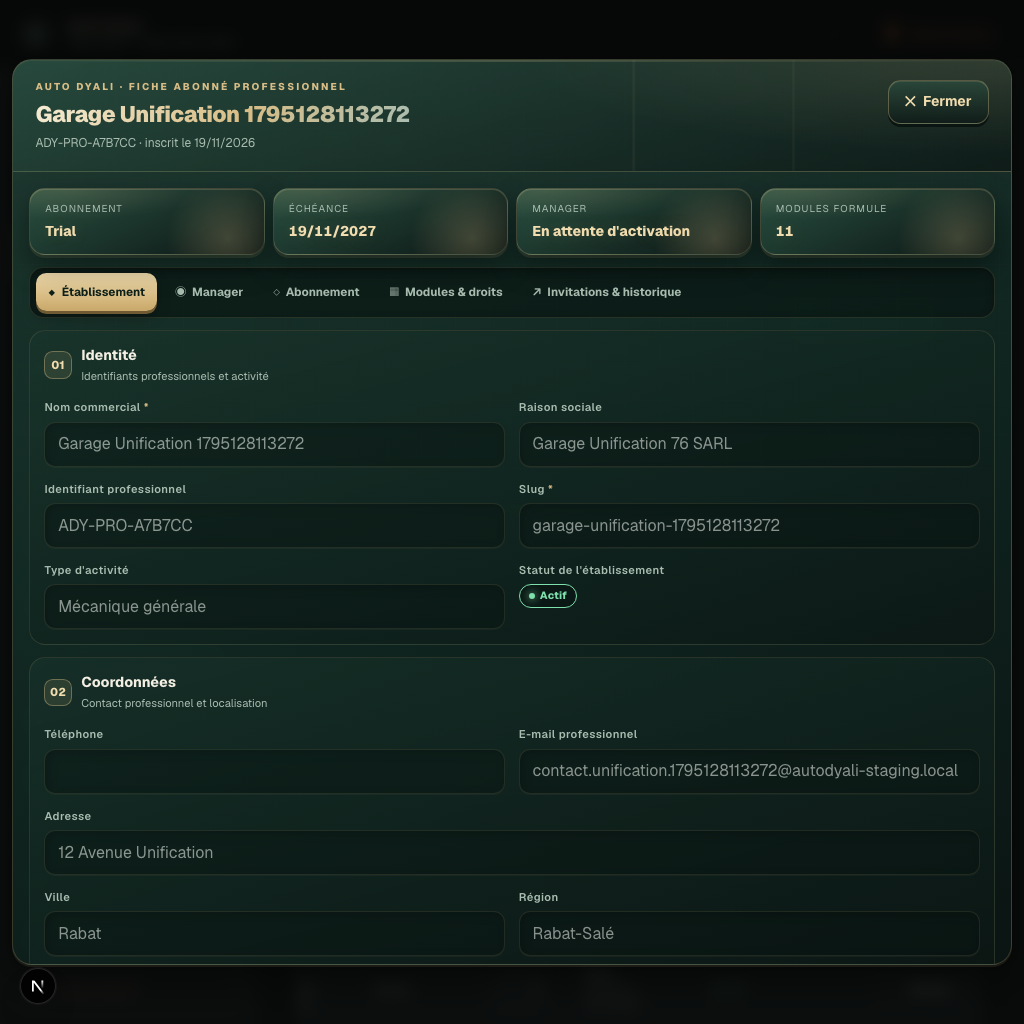 AUTO DYALI · FICHE ABONNÉ PROFESSIONNEL
Garage Unification 1795128113272
ADY-PRO-A7B7CC · inscrit le 19/11/2026
Fermer
ABONNEMENT
Trial
ÉCHÉANCE
19/11/2027
MANAGER
En attente d'activation
MODULES FORMULE
11
Établissement
Manager
Abonnement
Modules & droits
Invitations & historique
01
Identité
Identifiants professionnels et activité
Nom commercial *
Garage Unification 1795128113272
Raison sociale
Garage Unification 76 SARL
Identifiant professionnel
ADY-PRO-A7B7CC
Slug *
garage-unification-1795128113272
Type d'activité
Mécanique générale
Statut de l'établissement
Actif
02
Coordonnées
Contact professionnel et localisation
Téléphone
E-mail professionnel
contact.unification.1795128113272@autodyali-staging.local
Adresse
12 Avenue Unification
Ville
Rabat
Région
Rabat-Salé
N